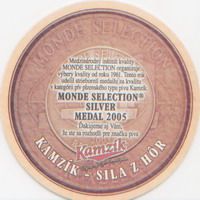 MONDE SELECTION
Medzinárodný inštitút kvality
MONDE SELECTION organizuje
výbery kvality od roku 1961. Tento rok
udelil striebornú medailu za kvalitu
v kategórii pív plzenského typu pivu Kamzík.
MONDE SELECTION®
SILVER
MEDAL 2005
Ďakujeme aj Vám,
že ste sa rozhodli pre značku pivo
Kamzík
KAMZÍK - SILA Z HÔR